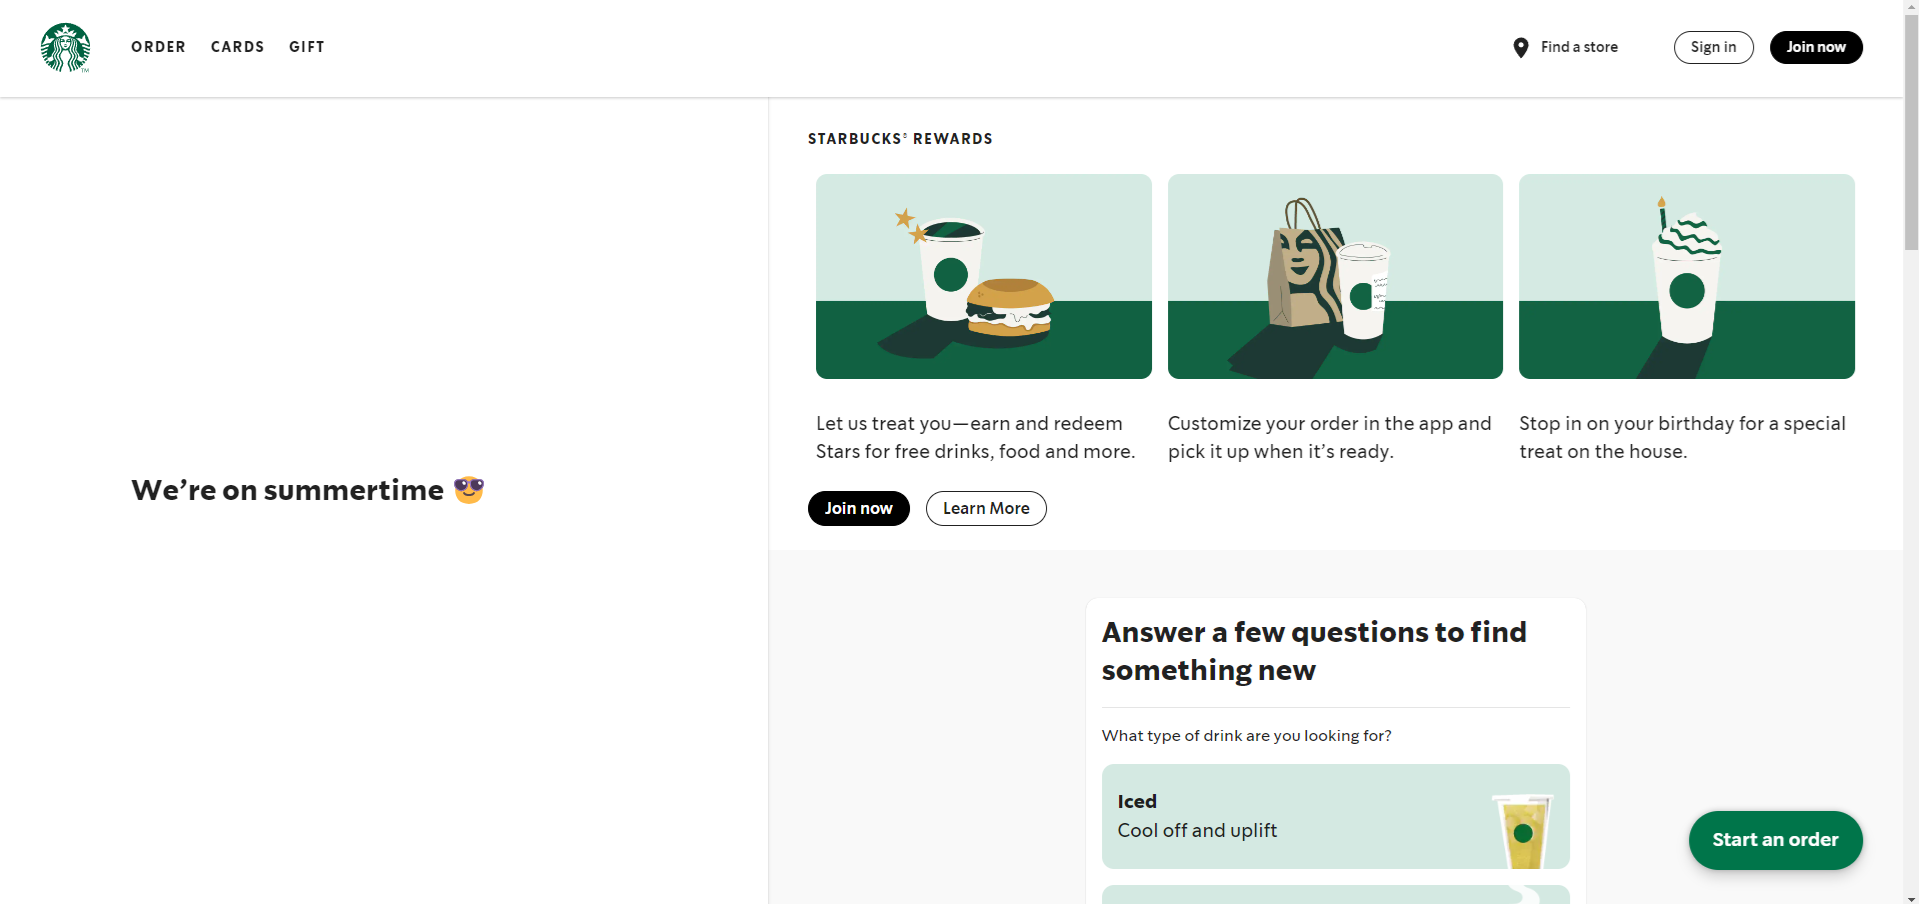 ORDER CARDS GIFT
Find a store
Sign in
Join now
We’re on summertime 😎
STARBUCKS® REWARDS
Let us treat you—earn and redeem
Stars for free drinks, food and more.
Customize your order in the app and
pick it up when it’s ready.
Stop in on your birthday for a special
treat on the house.
Join now
Learn More
Answer a few questions to find
something new
What type of drink are you looking for?
Iced
Cool off and uplift
Start an order